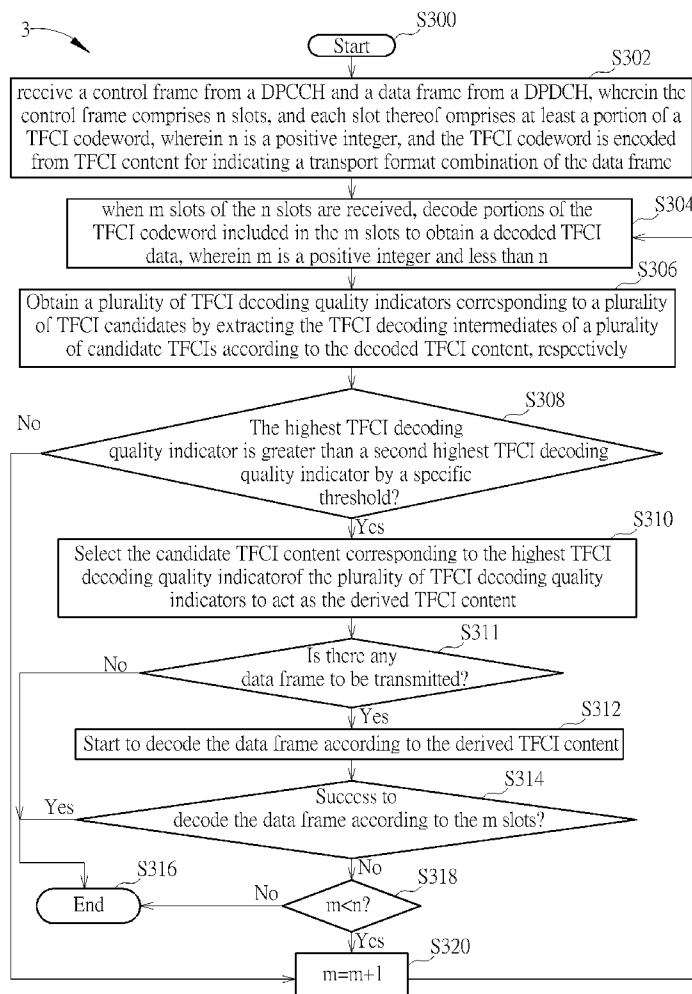 3
S300
Start
S302
receive a control frame from a DPCCH and a data frame from a DPDCH, wherein the
control frame comprises n slots, and each slot thereof omprises at least a portion of a
TFCI codeword, wherein n is a positive integer, and the TFCI codeword is encoded
from TFCI content for indicating a transport format combination of the data frame
S304
when m slots of the n slots are received, decode portions of the
TFCI codeword included in the m slots to obtain a decoded TFCI
data, wherein m is a positive integer and less than n
S306
Obtain a plurality of TFCI decoding quality indicators corresponding to a plurality
of TFCI candidates by extracting the TFCI decoding intermediates of a plurality
of candidate TFCIs according to the decoded TFCI content, respectively
S308
No
The highest TFCI decoding
quality indicator is greater than a second highest TFCI decoding
quality indicator by a specific
threshold?
Yes
S310
Select the candidate TFCI content corresponding to the highest TFCI
decoding quality indicatorof the plurality of TFCI decoding quality
indicators to act as the derived TFCI content
S311
No
Is there any
data frame to be transmitted?
Yes
S312
Start to decode the data frame according to the derived TFCI content
S314
Yes
Success to
decode the data frame according to the m slots?
No
S316
End
No
S318
m<n?
Yes
S320
m=m+1